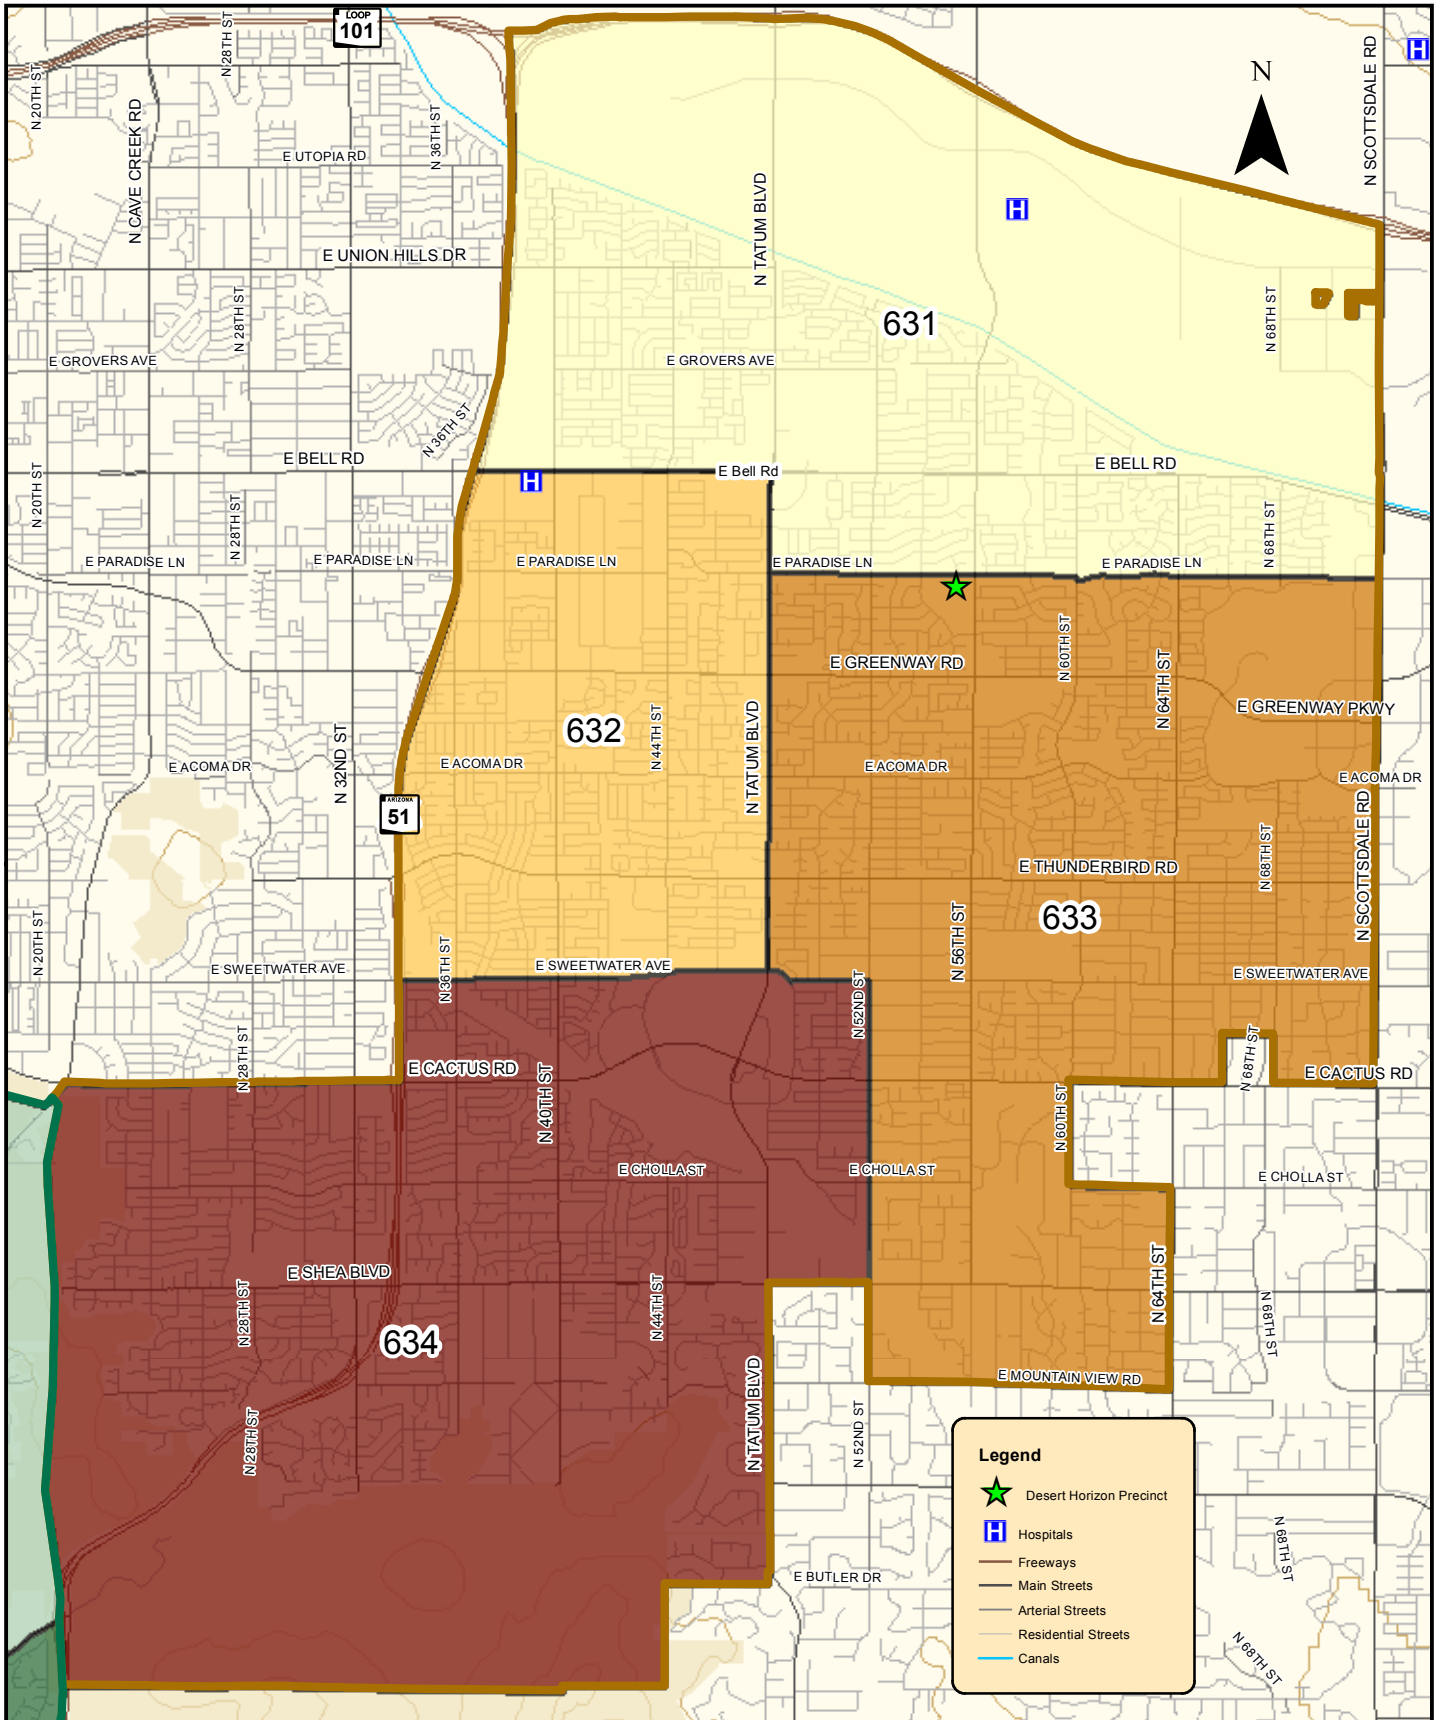 LOOP
101
N 28TH ST
N 20TH ST
N CAVE CREEK RD
N 36TH ST
N SCOTTSDALE RD
H
N
E UTOPIA RD
N TATUM BLVD
H
E UNION HILLS DR
N 28TH ST
631
N 68TH ST
E GROVERS AVE
E GROVERS AVE
N 36TH ST
E BELL RD
E Bell Rd
E BELL RD
H
N 20TH ST
N 28TH ST
N 68TH ST
E PARADISE LN
E PARADISE LN
E PARADISE LN
E PARADISE LN
E PARADISE LN
N 60TH ST
E GREENWAY RD
N 64TH ST
E GREENWAY PKWY
632
N 44TH ST
N TATUM BLVD
N 32ND ST
E ACOMA DR
E ACOMA DR
E ACOMA DR
E ACOMA DR
ARIZONA
51
N SCOTTSDALE RD
N 68TH ST
E THUNDERBIRD RD
633
N 20TH ST
N 36TH ST
N 56TH ST
E SWEETWATER AVE
E SWEETWATER AVE
E SWEETWATER AVE
N 52ND ST
N 28TH ST
N 68TH ST
E CACTUS RD
E CACTUS RD
N 40TH ST
N 60TH ST
E CHOLLA ST
E CHOLLA ST
E CHOLLA ST
E SHEA BLVD
N 64TH ST
N 28TH ST
N 44TH ST
N 68TH ST
634
E MOUNTAIN VIEW RD
N TATUM BLVD
N 28TH ST
N 52ND ST
Legend
Desert Horizon Precinct
H Hospitals
Freeways
Main Streets
Arterial Streets
Residential Streets
Canals
N 68TH ST
E BUTLER DR
N 68TH ST